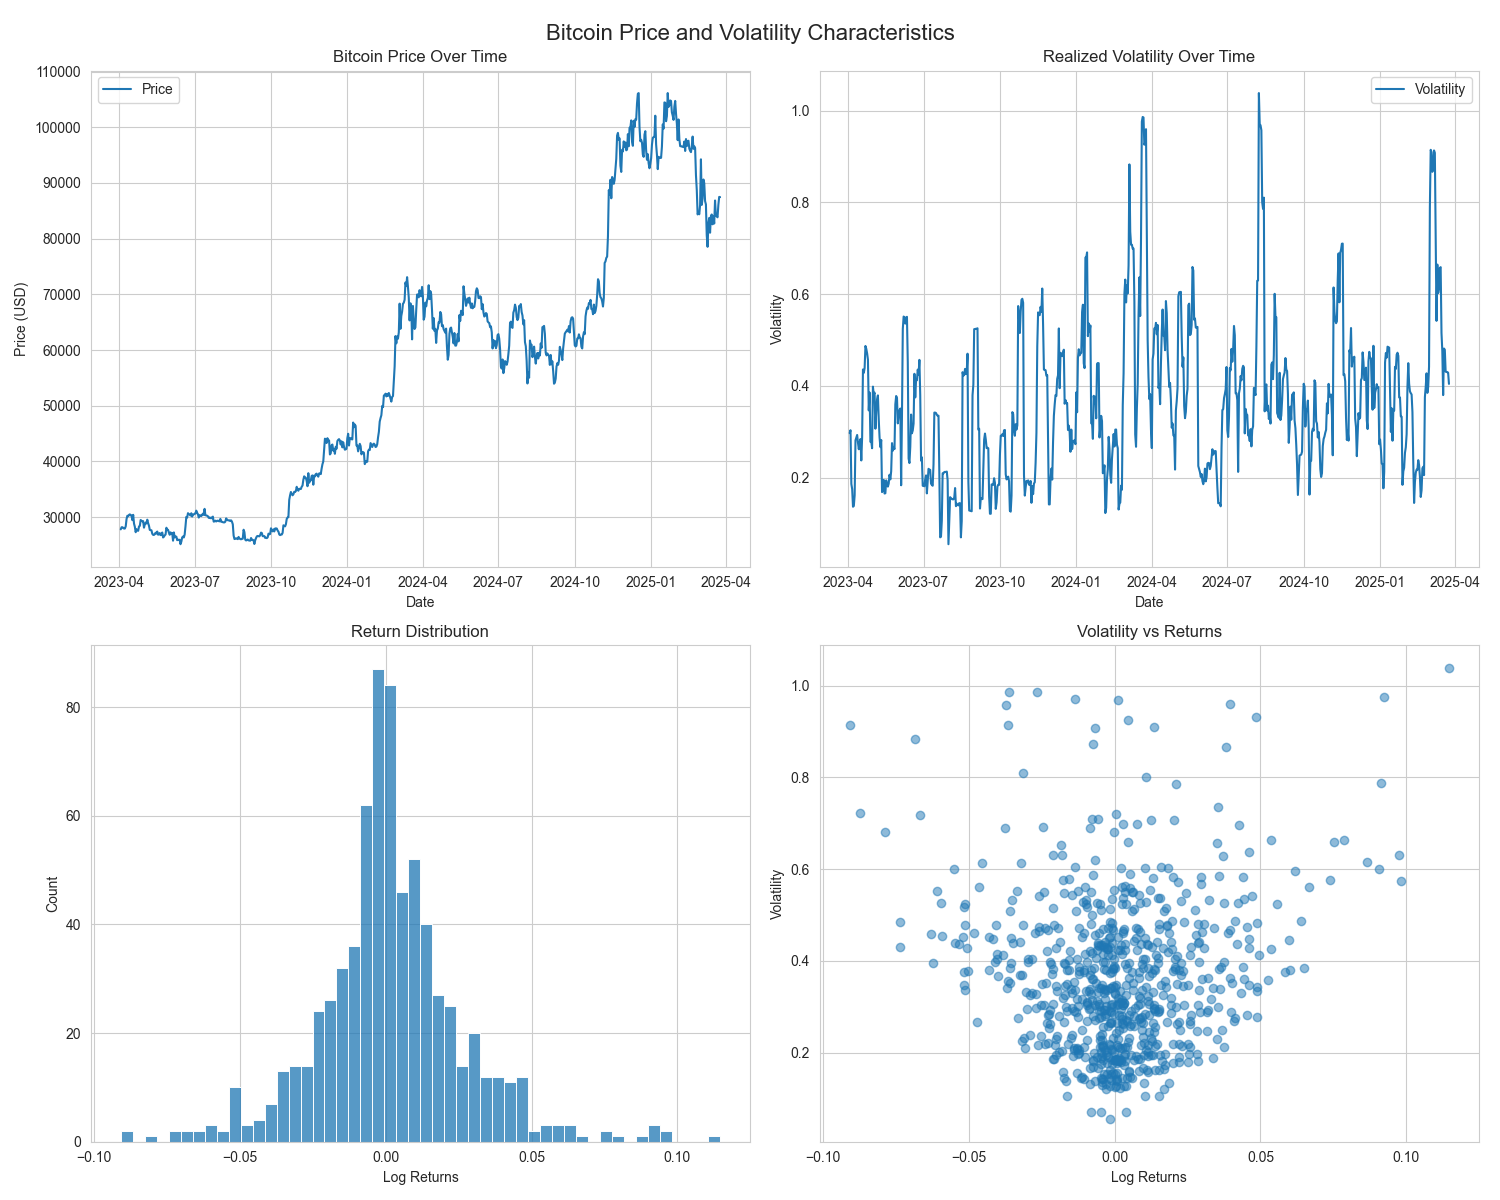 Bitcoin Price and Volatility Characteristics
Bitcoin Price Over Time
110000
100000
90000
80000
70000
60000
50000
40000
30000
Price (USD)
Price
2023-04 2023-07 2023-10 2024-01 2024-04 2024-07 2024-10 2025-01 2025-04
Date
Realized Volatility Over Time
1.0
0.8
0.6
0.4
0.2
Volatility
Volatility
2023-04 2023-07 2023-10 2024-01 2024-04 2024-07 2024-10 2025-01 2025-04
Date
Return Distribution
80
60
40
20
0
Count
−0.10 −0.05 0.00 0.05 0.10
Log Returns
Volatility vs Returns
1.0
0.8
0.6
0.4
0.2
Volatility
−0.10 −0.05 0.00 0.05 0.10
Log Returns